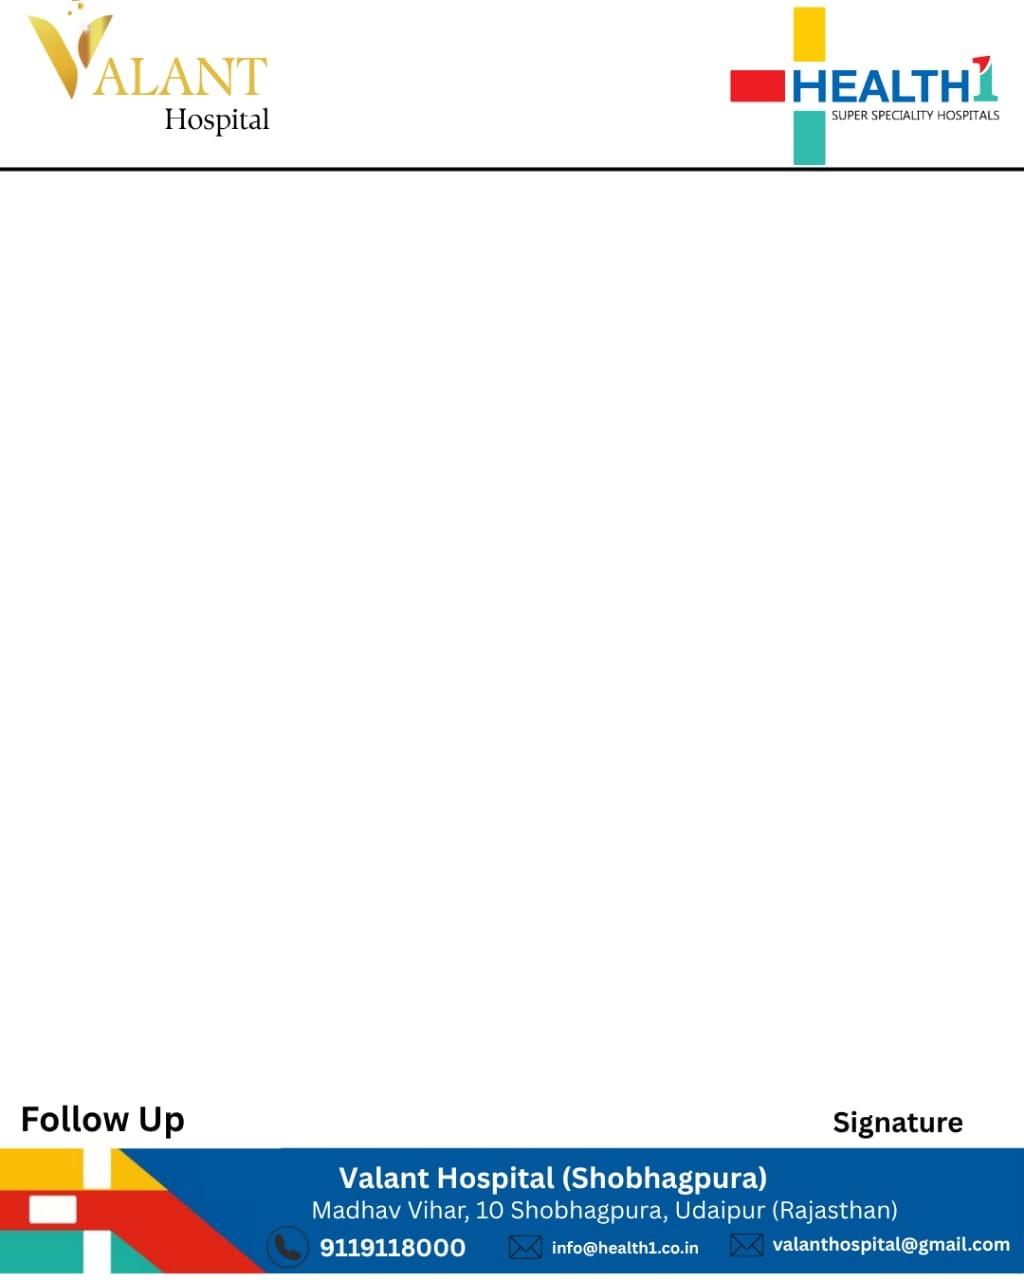 VALANT
Hospital
HEALTH1
SUPER SPECIALITY HOSPITALS
Follow Up
Signature
Valant Hospital (Shobhagpura)
Madhav Vihar, 10 Shobhagpura, Udaipur (Rajasthan)
9119118000 info@health1.co.in valanthospital@gmail.com